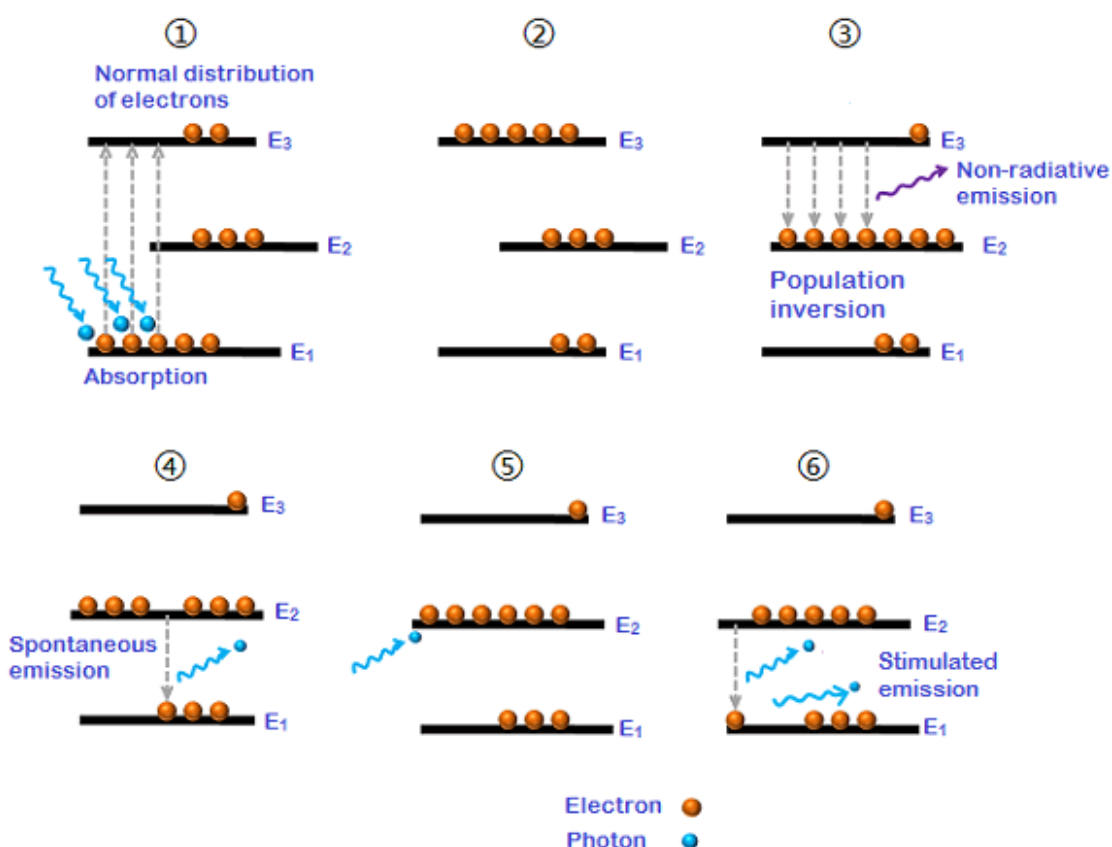 ①
Normal distribution
of electrons
E₃
E₂
E₁
Absorption
②
E₃
E₂
E₁
③
E₃
Non-radiative
emission
E₂
Population
inversion
E₁
④
E₃
E₂
Spontaneous
emission
E₁
⑤
E₃
E₂
E₁
⑥
E₃
E₂
Stimulated
emission
E₁
Electron
Photon